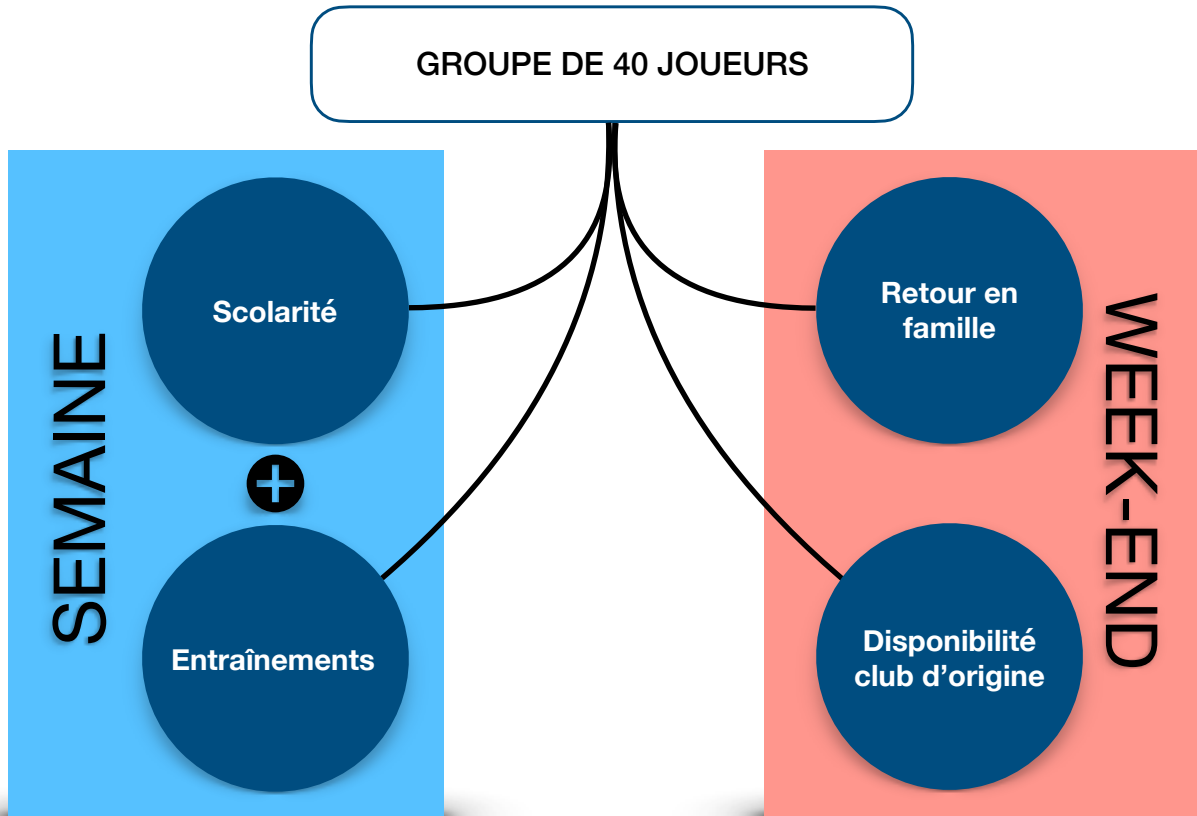 GROUPE DE 40 JOUEURS
SEMAINE
Scolarité
Entraînements
Retour en
famille
Disponibilité
club d’origine
WEEK-END